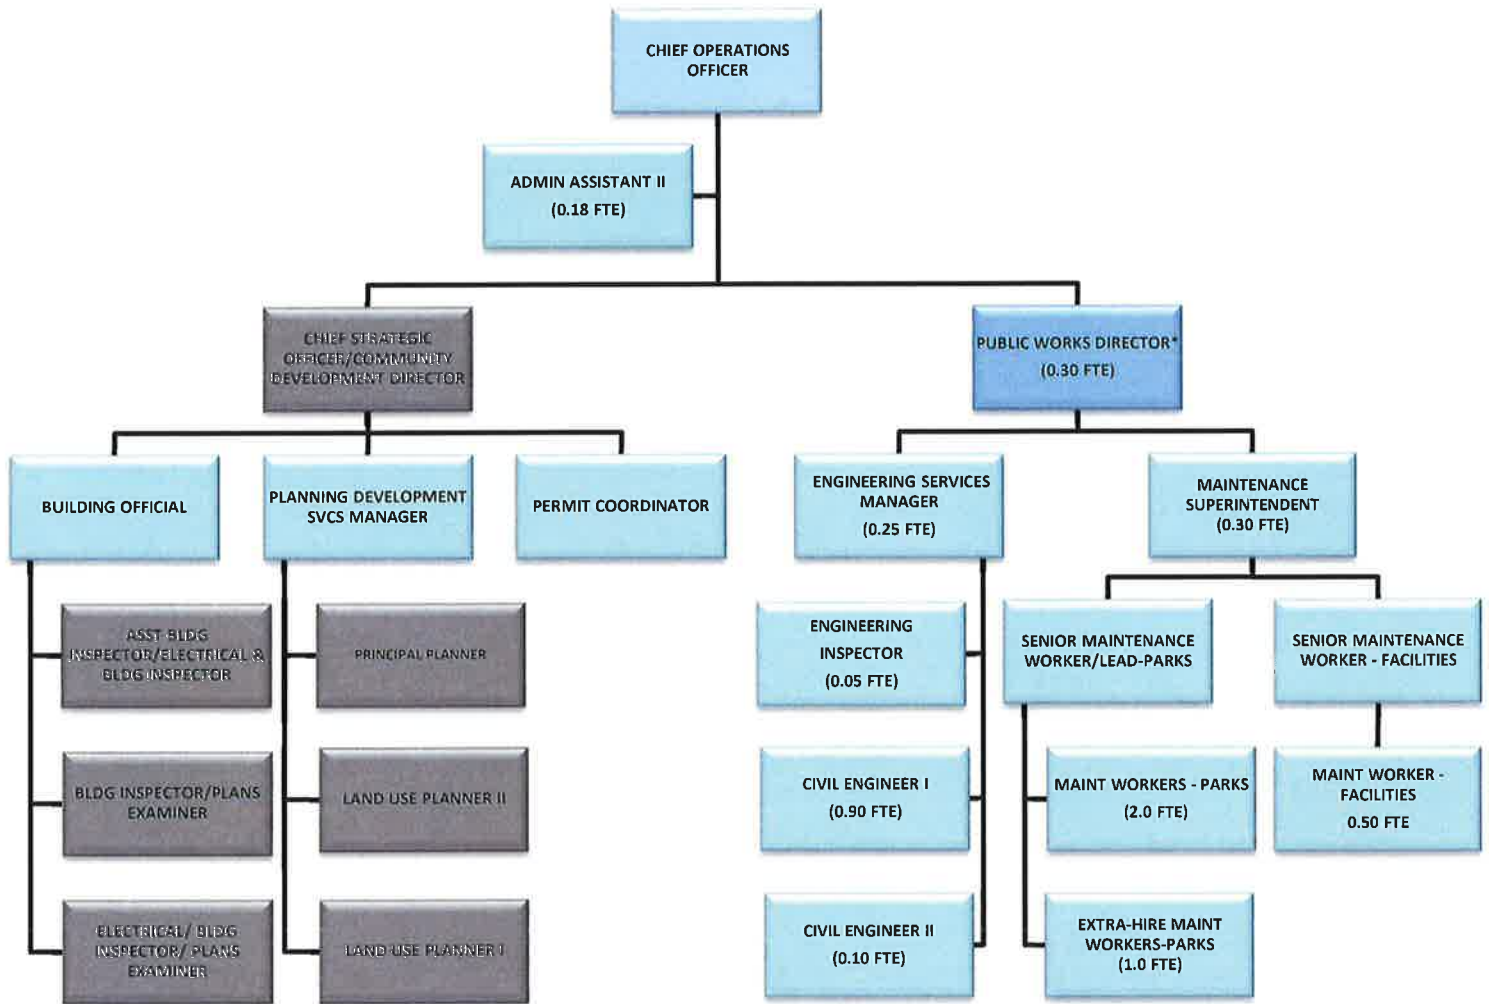 CHIEF OPERATIONS
OFFICER
ADMIN ASSISTANT II
(0.18 FTE)
CHIEF STRATEGIC
OFFICER/COMMUNITY
DEVELOPMENT DIRECTOR
PUBLIC WORKS DIRECTOR*
(0.30 FTE)
BUILDING OFFICIAL
PLANNING DEVELOPMENT
SVCS MANAGER
PERMIT COORDINATOR
ENGINEERING SERVICES
MANAGER
(0.25 FTE)
MAINTENANCE
SUPERINTENDENT
(0.30 FTE)
ASST BLDG
INSPECTOR/ELECTRICAL &
BLDG INSPECTOR
PRINCIPAL PLANNER
ENGINEERING
INSPECTOR
(0.05 FTE)
SENIOR MAINTENANCE
WORKER/LEAD-PARKS
SENIOR MAINTENANCE
WORKER - FACILITIES
BLDG INSPECTOR/PLANS
EXAMINER
LAND USE PLANNER II
CIVIL ENGINEER I
(0.90 FTE)
MAINT WORKERS - PARKS
(2.0 FTE)
MAINT WORKER -
FACILITIES
0.50 FTE
ELECTRICAL/ BLDG
INSPECTOR/ PLANS
EXAMINER
LAND USE PLANNER I
CIVIL ENGINEER II
(0.10 FTE)
EXTRA-HIRE MAINT
WORKERS-PARKS
(1.0 FTE)